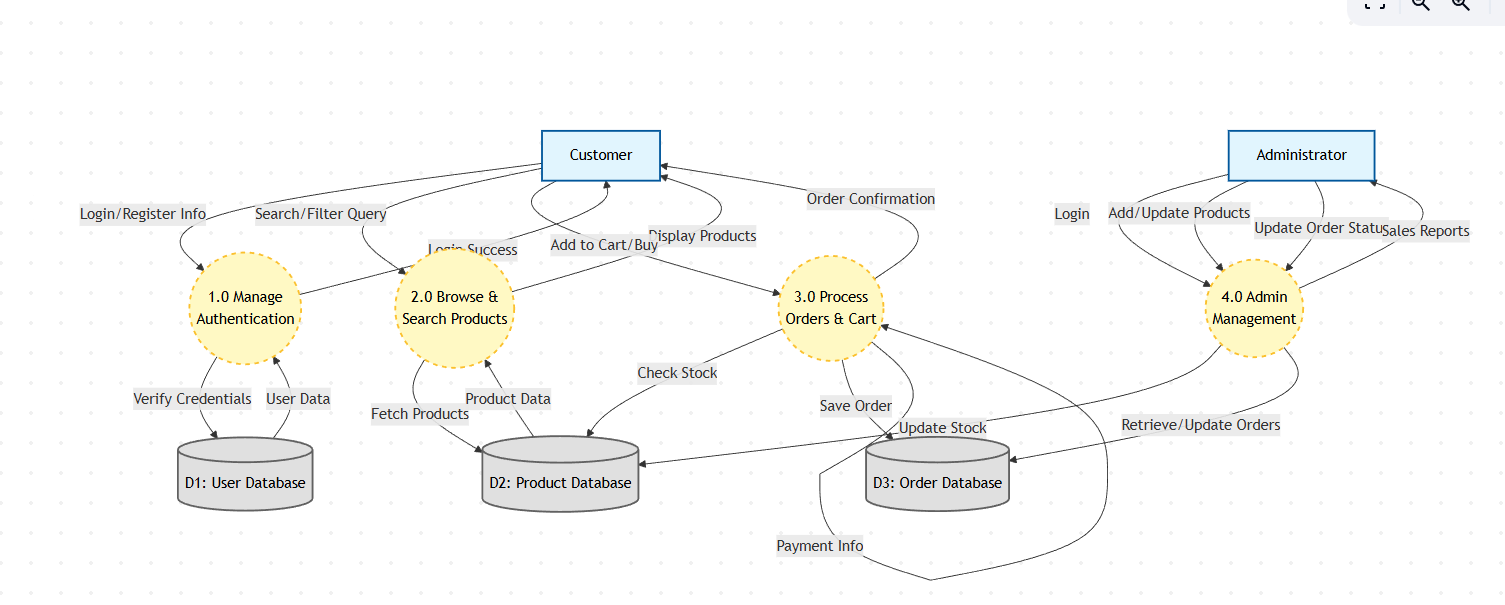 Customer
Administrator
Order Confirmation
Login/Register Info
Search/Filter Query
Login
Add/Update Products
Update Order Status
Sales Reports
Display Products
Add to Cart/Buy
Login Success
1.0 Manage
Authentication
2.0 Browse &
Search Products
3.0 Process
Orders & Cart
4.0 Admin
Management
Check Stock
Verify Credentials
User Data
Product Data
Fetch Products
Save Order
Update Stock
Retrieve/Update Orders
D1: User Database
D2: Product Database
D3: Order Database
Payment Info